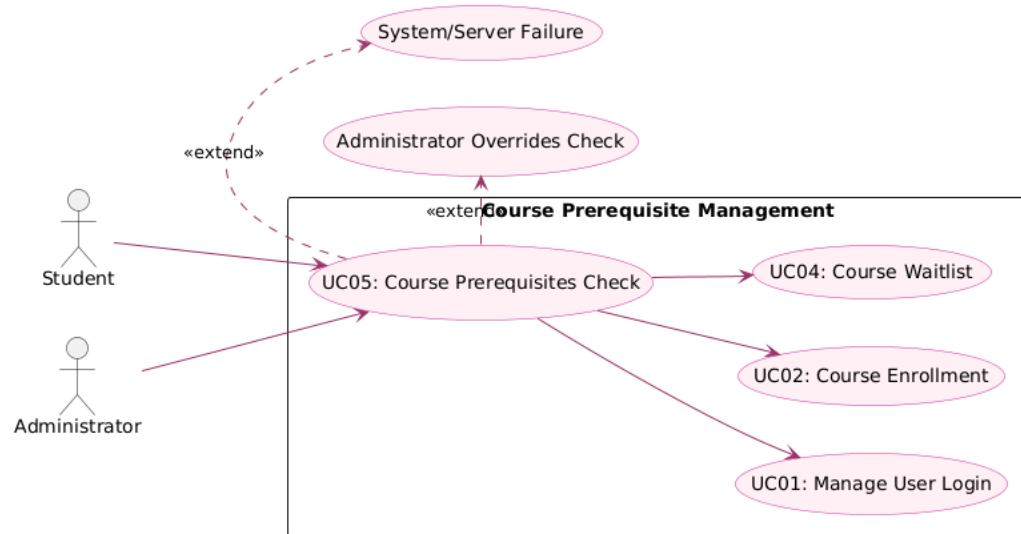 System/Server Failure
Administrator Overrides Check
«extend»
«extend»
Course Prerequisite Management
Student
UC05: Course Prerequisites Check
UC04: Course Waitlist
UC02: Course Enrollment
Administrator
UC01: Manage User Login